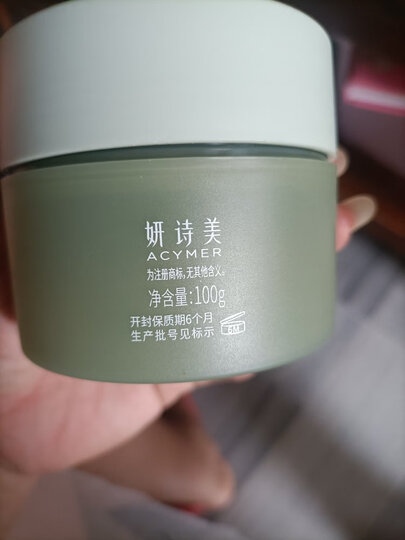 妍诗美
ACYMER
为注册商标,无其他含义。
净含量:100g
开封保质期6个月
生产批号见标示
6M